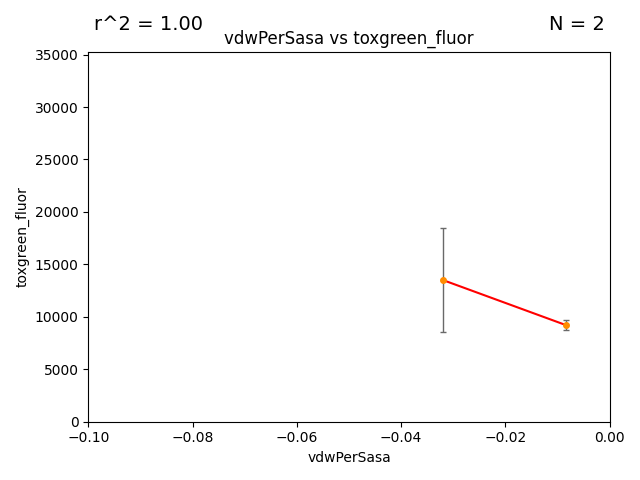 r^2 = 1.00
N = 2
vdwPerSasa vs toxgreen_fluor
35000
30000
25000
20000
15000
10000
5000
0
toxgreen_fluor
−0.10
−0.08
−0.06
−0.04
−0.02
0.00
vdwPerSasa